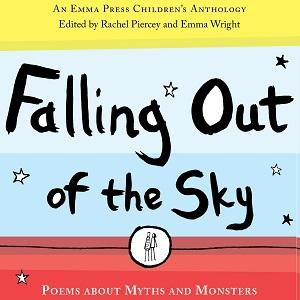 An Emma Press Children's Anthology
Edited by Rachel Piercey and Emma Wright
Falling Out
of the Sky
Poems about Myths and Monsters